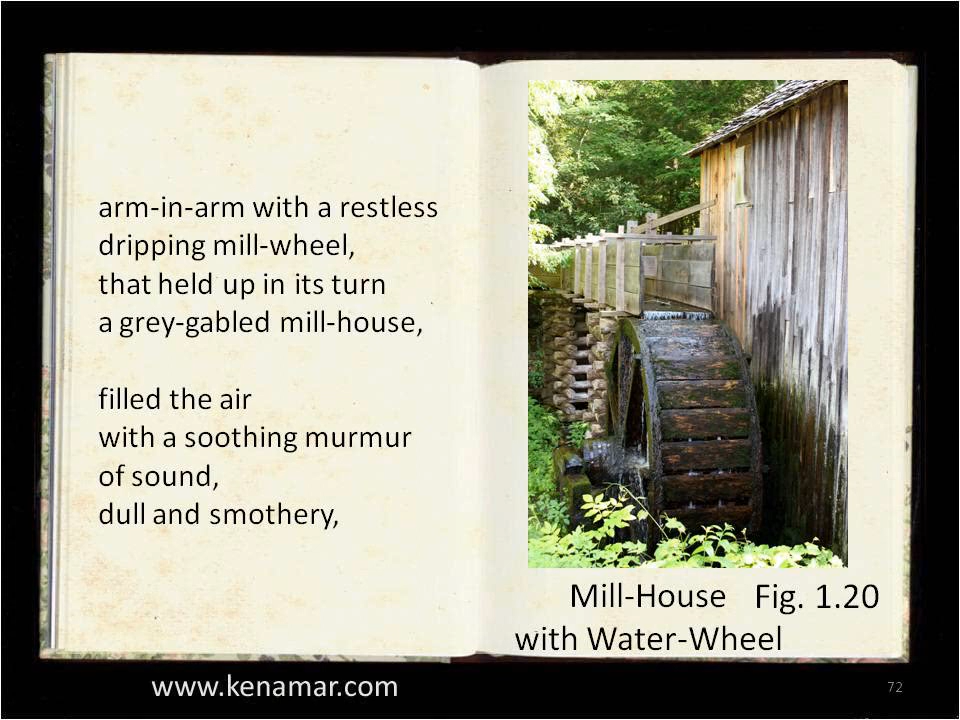 arm-in-arm with a restless
dripping mill-wheel,
that held up in its turn
a grey-gabled mill-house,
filled the air
with a soothing murmur
of sound,
dull and smothery,
Mill-House Fig. 1.20
with Water-Wheel
www.kenamar.com
72